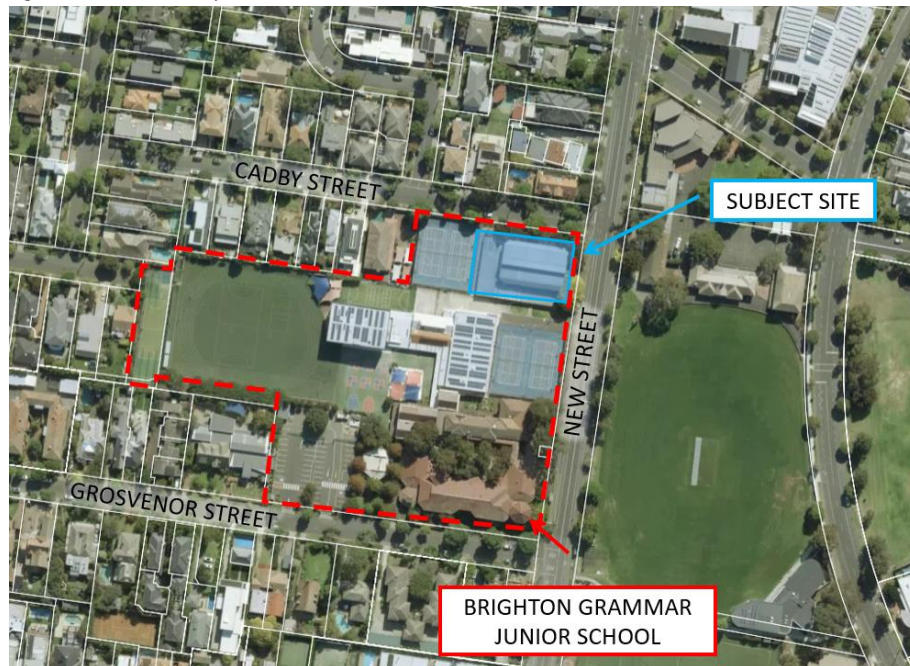 CADBY STREET
SUBJECT SITE
NEW STREET
GROSVENOR STREET
BRIGHTON GRAMMAR
JUNIOR SCHOOL